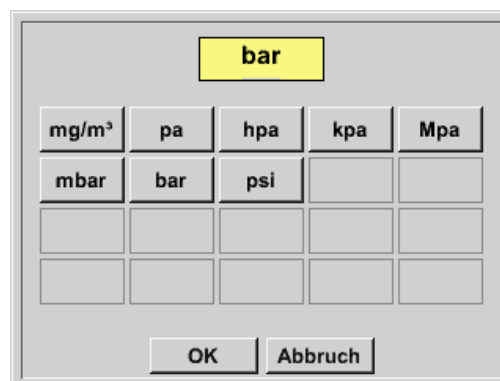 bar
mg/m³ pa hpa kpa Mpa
mbar bar psi
OK Abbruch